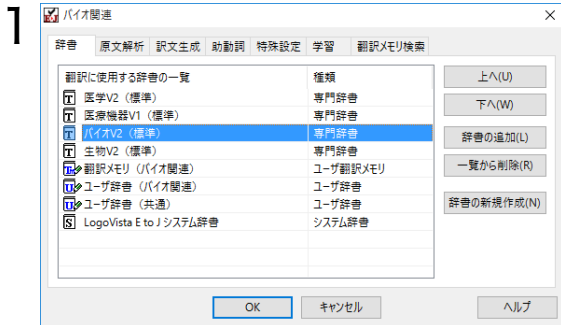 1
バイオ関連
辞書 原文解析 訳文生成 助動詞 特殊設定 学習 翻訳メモリ検索
翻訳に使用する辞書の一覧 種類
医学V2（標準） 専門辞書
医療機器V1（標準） 専門辞書
バイオV2（標準） 専門辞書
生物V2（標準） 専門辞書
翻訳メモリ（バイオ関連） ユーザ翻訳メモリ
ユーザ辞書（バイオ関連） ユーザ辞書
ユーザ辞書（共通） ユーザ辞書
LogoVista E to J システム辞書 システム辞書
上へ(U)
下へ(W)
辞書の追加(L)
一覧から削除(R)
辞書の新規作成(N)
OK キャンセル ヘルプ